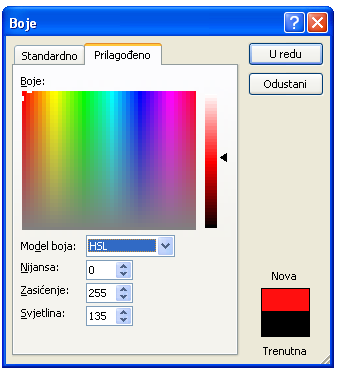 Boje
Standardno Prilagođeno
U redu
Odustani
Boje:
Model boja: HSL
Nijansa: 0
Zasićenje: 255
Svjetlina: 135
Nova
Trenutna